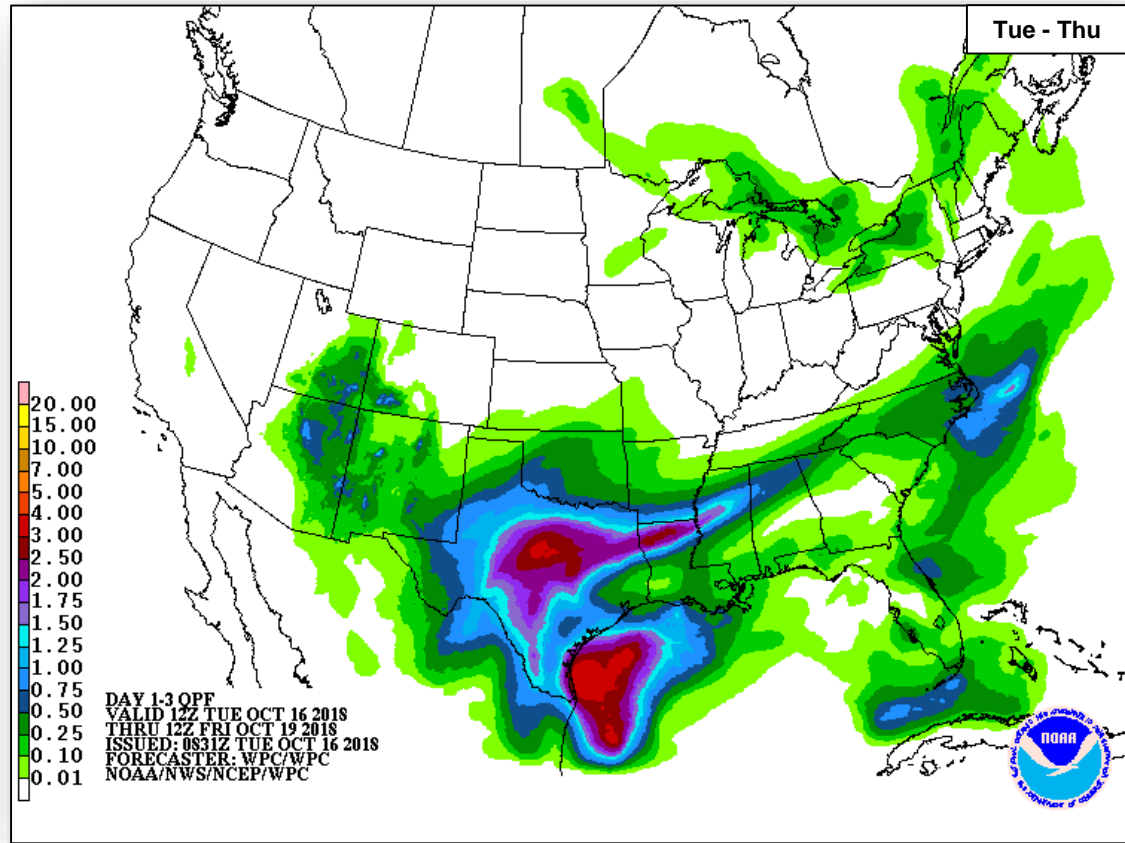 Tue - Thu
20.00
15.00
10.00
7.00
5.00
4.00
3.00
2.50
2.00
1.75
1.50
1.25
1.00
0.75
0.50
0.25
0.10
0.01
DAY 1-3 QPF
VALID 12Z TUE OCT 16 2018
THRU 12Z FRI OCT 19 2018
ISSUED: 0831Z TUE OCT 16 2018
FORECASTER: WPC/WPC
NOAA/NWS/NCEP/WPC
NOAA